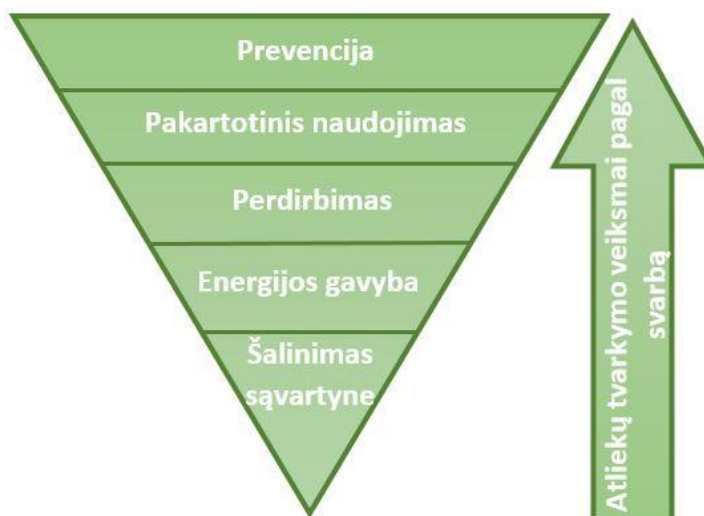 Prevencija
Pakartotinis naudojimas
Perdirbimas
Energijos gavyba
Šalinimas
sąvartyne
Atliekų tvarkymo veiksmai pagal
svarbą